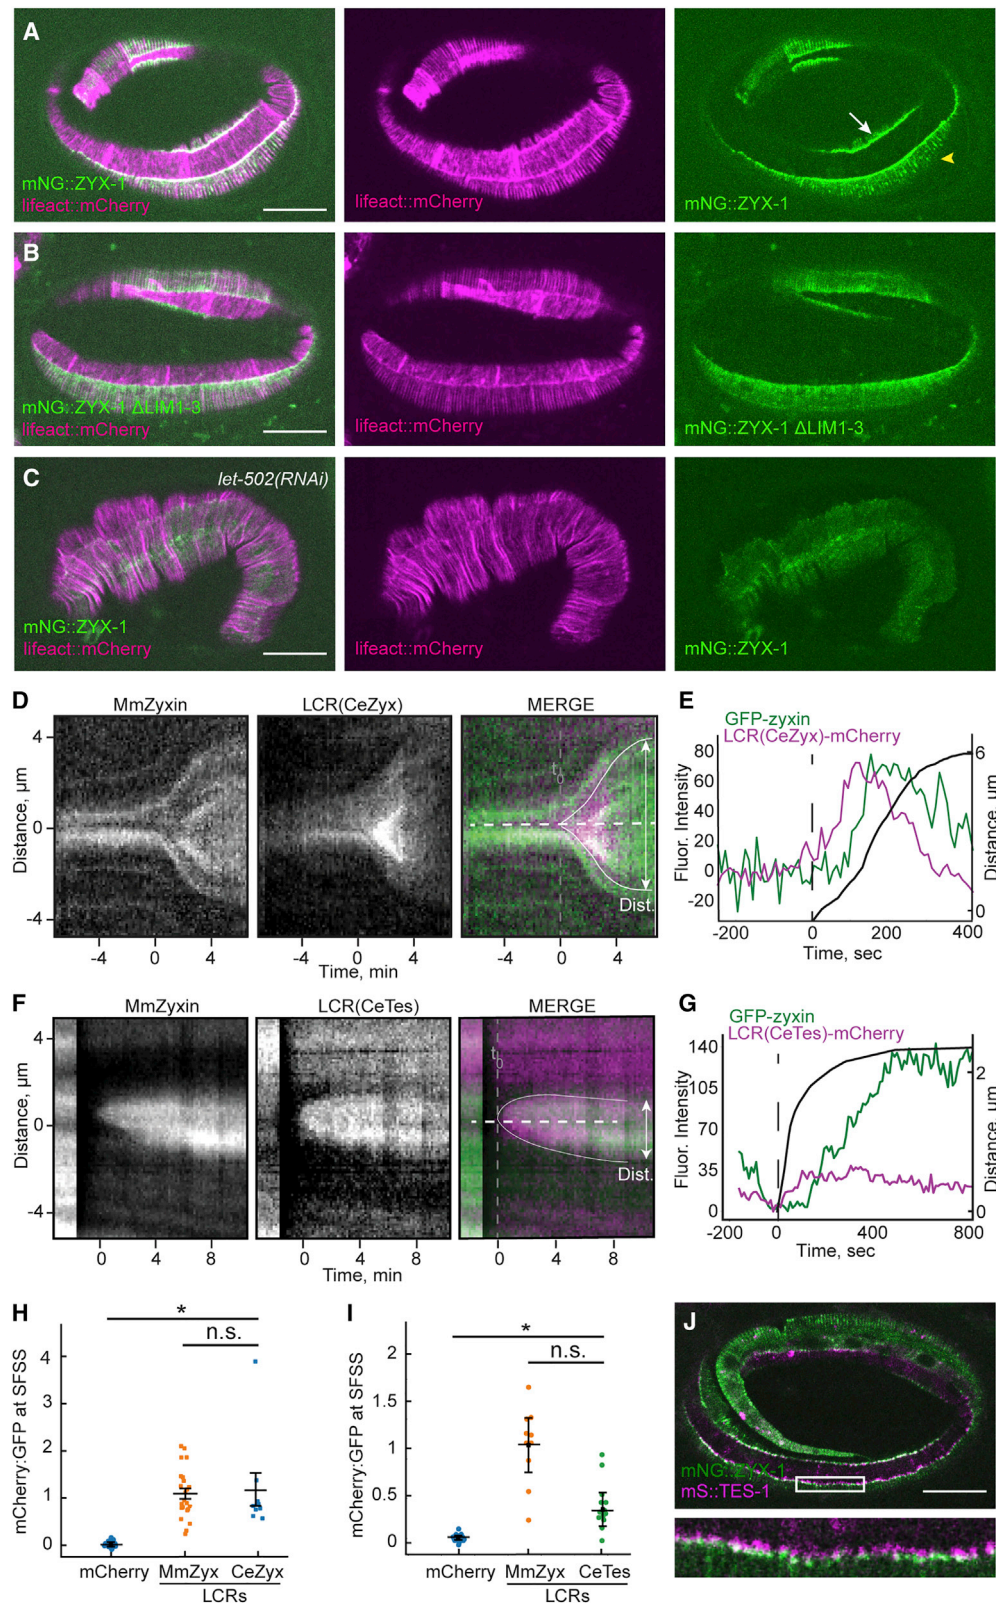 A
mNG::ZYX-1
lifeact::mCherry
lifeact::mCherry
mNG::ZYX-1
B
mNG::ZYX-1 ΔLIM1-3
lifeact::mCherry
lifeact::mCherry
mNG::ZYX-1 ΔLIM1-3
C
let-502(RNAi)
mNG::ZYX-1
lifeact::mCherry
lifeact::mCherry
mNG::ZYX-1
D
MmZyxin
LCR(CeZyx)
MERGE
Distance, µm
4
0
-4
t0
Dist.
-4 0 4
-4 0 4
-4 0 4
Time, min
E
GFP-zyxin
LCR(CeZyx)-mCherry
Fluor. Intensity
80
60
40
20
0
-20
6
0
Distance, µm
-200 0 200 400
Time, sec
F
MmZyxin
LCR(CeTes)
MERGE
Distance, µm
4
0
-4
t0
Dist.
0 4 8
0 4 8
0 4 8
Time, min
G
GFP-zyxin
LCR(CeTes)-mCherry
Fluor. Intensity
140
105
70
35
0
2
0
Distance, µm
-200 0 400 800
Time, sec
H
*
n.s.
mCherry:GFP at SFSS
4
3
2
1
0
mCherry MmZyx CeZyx
LCRs
I
*
n.s.
mCherry:GFP at SFSS
2
1.5
1
0.5
0
mCherry MmZyx CeTes
LCRs
J
mNG::ZYX-1
mS::TES-1